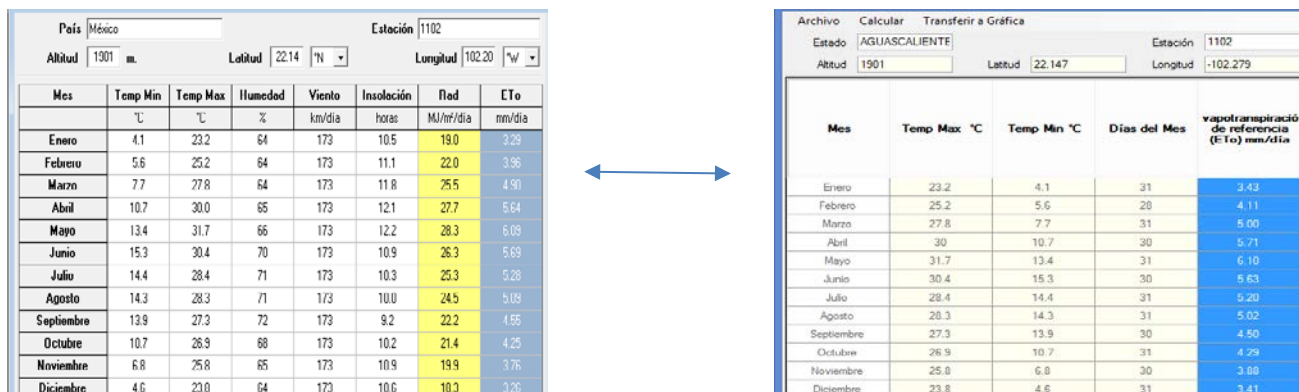 País México Estación 1102
Altitud 1901 m. Latitud 22.14 °N Longitud 102.20 °W
Mes Temp Min Temp Max Humedad Viento Insolación Rad ETo
°C °C % km/día horas MJ/m²/día mm/día
Enero 4.1 23.2 64 173 10.5 19.0 3.29
Febrero 5.6 25.2 64 173 11.1 22.0 3.96
Marzo 7.7 27.8 64 173 11.8 25.5 4.90
Abril 10.7 30.0 65 173 12.1 27.7 5.64
Mayo 13.4 31.7 66 173 12.2 28.3 6.09
Junio 15.3 30.4 70 173 10.9 26.3 5.69
Julio 14.4 28.4 71 173 10.3 25.3 5.28
Agosto 14.3 28.3 71 173 10.0 24.5 5.09
Septiembre 13.9 27.3 72 173 9.2 22.2 4.55
Octubre 10.7 26.9 68 173 10.2 21.4 4.25
Noviembre 6.8 25.8 65 173 10.9 19.9 3.76
Diciembre 4.6 23.8 64 173 10.6 18.3 3.26
Archivo Calcular Transferir a Gráfica
Estado AGUASCALIENTE Estación 1102
Altitud 1901 Latitud 22.147 Longitud -102.279
Mes Temp Max °C Temp Min °C Días del Mes vapotranspiració
de referencia
(ETo) mm/día
Enero 23.2 4.1 31 3.43
Febrero 25.2 5.6 28 4.11
Marzo 27.8 7.7 31 5.00
Abril 30 10.7 30 5.71
Mayo 31.7 13.4 31 6.10
Junio 30.4 15.3 30 5.63
Julio 28.4 14.4 31 5.20
Agosto 28.3 14.3 31 5.02
Septiembre 27.3 13.9 30 4.50
Octubre 26.9 10.7 31 4.29
Noviembre 25.8 6.8 30 3.88
Diciembre 23.8 4.6 31 3.41